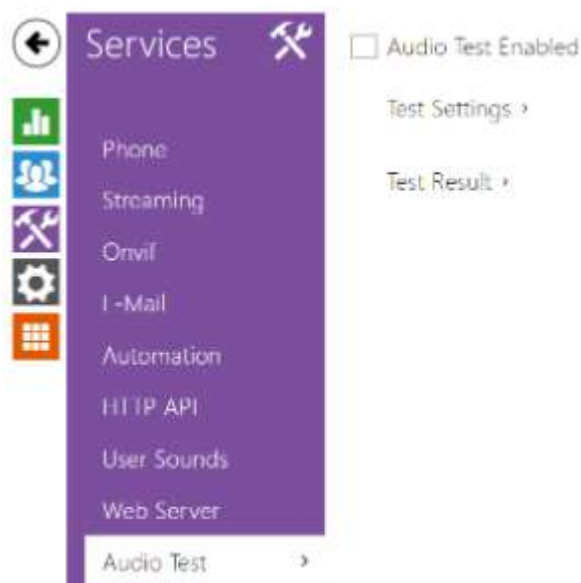 Services
Phone
Streaming
Onvif
E-Mail
Automation
HTTP API
User Sounds
Web Server
Audio Test
Audio Test Enabled
Test Settings
Test Result